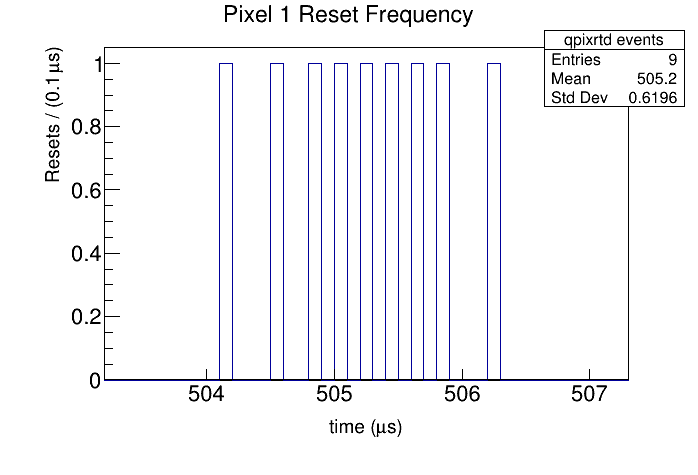 Pixel 1 Reset Frequency
qpixrtd events
Entries 9
Mean 505.2
Std Dev 0.6196
Resets / (0.1 μs)
1
0.8
0.6
0.4
0.2
0
504 505 506 507
time (μs)